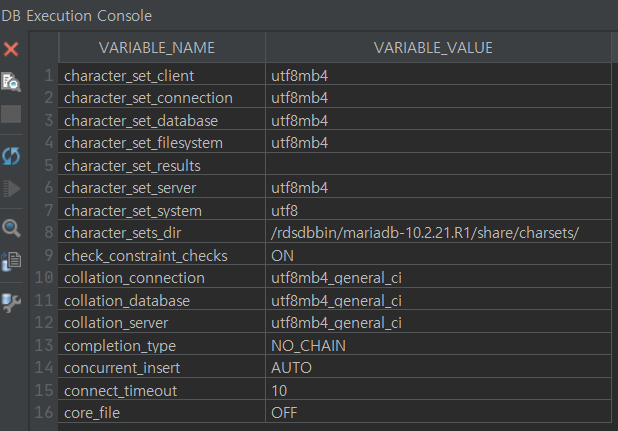 DB Execution Console
VARIABLE_NAME VARIABLE_VALUE
1 character_set_client utf8mb4
2 character_set_connection utf8mb4
3 character_set_database utf8mb4
4 character_set_filesystem utf8mb4
5 character_set_results
6 character_set_server utf8mb4
7 character_set_system utf8
8 character_sets_dir /rdsdbbin/mariadb-10.2.21.R1/share/charsets/
9 check_constraint_checks ON
10 collation_connection utf8mb4_general_ci
11 collation_database utf8mb4_general_ci
12 collation_server utf8mb4_general_ci
13 completion_type NO_CHAIN
14 concurrent_insert AUTO
15 connect_timeout 10
16 core_file OFF